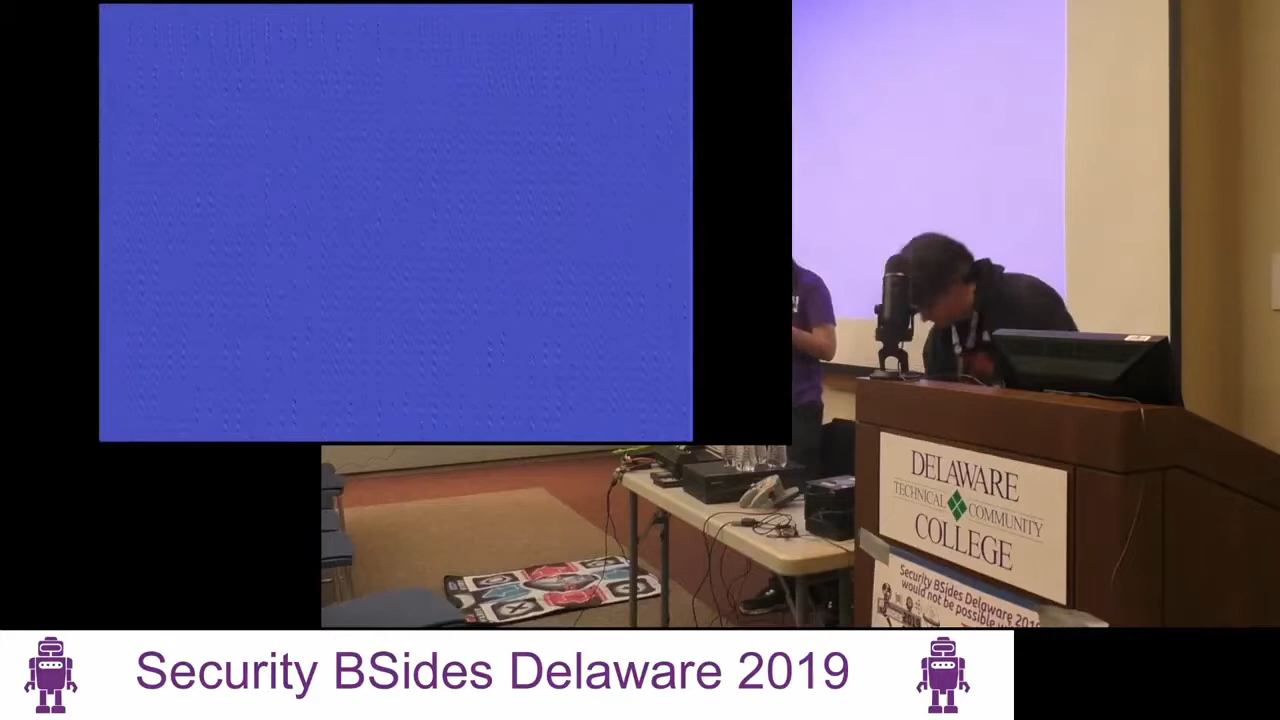 DELAWARE
TECHNICAL COMMUNITY
COLLEGE
Security BSides Delaware 2019
would not be possible
Security BSides Delaware 2019